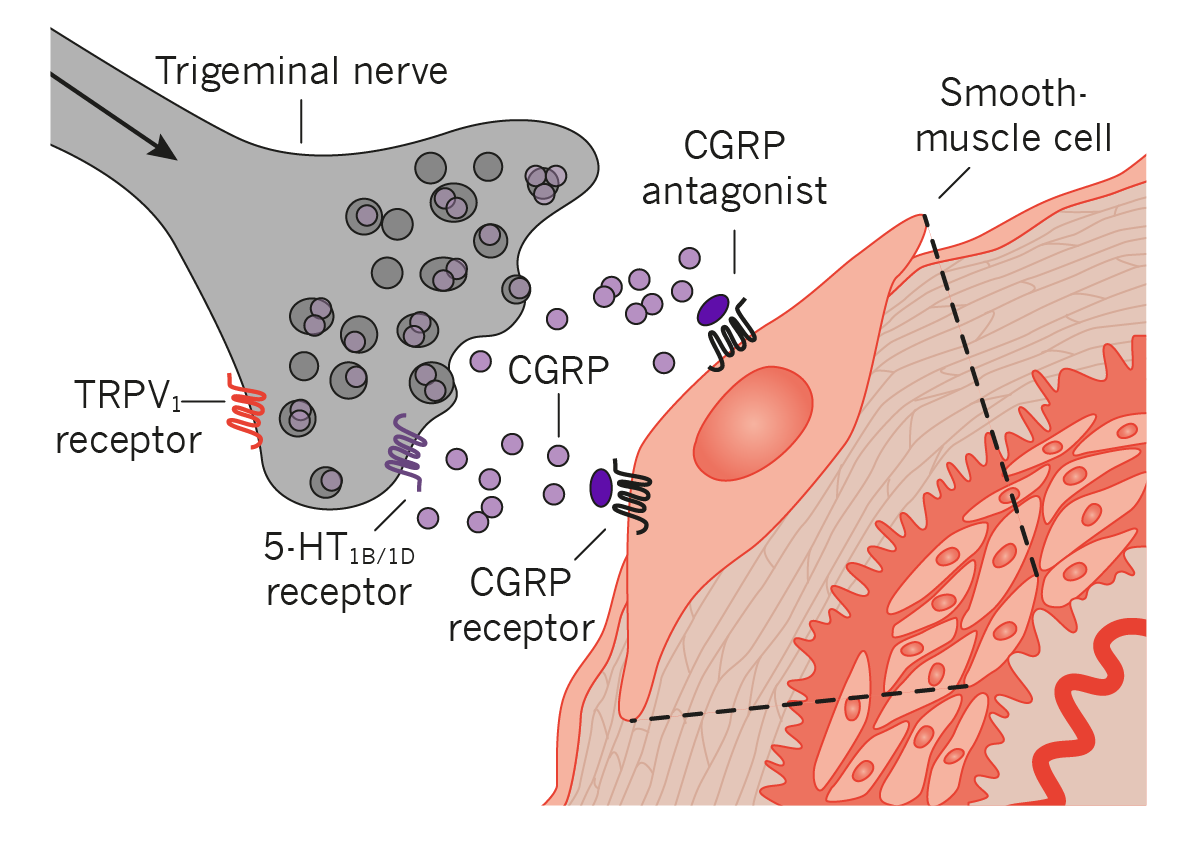 Trigeminal nerve
Smooth-
muscle cell
CGRP
antagonist
CGRP
TRPV1
receptor
5-HT1B/1D
receptor
CGRP
receptor